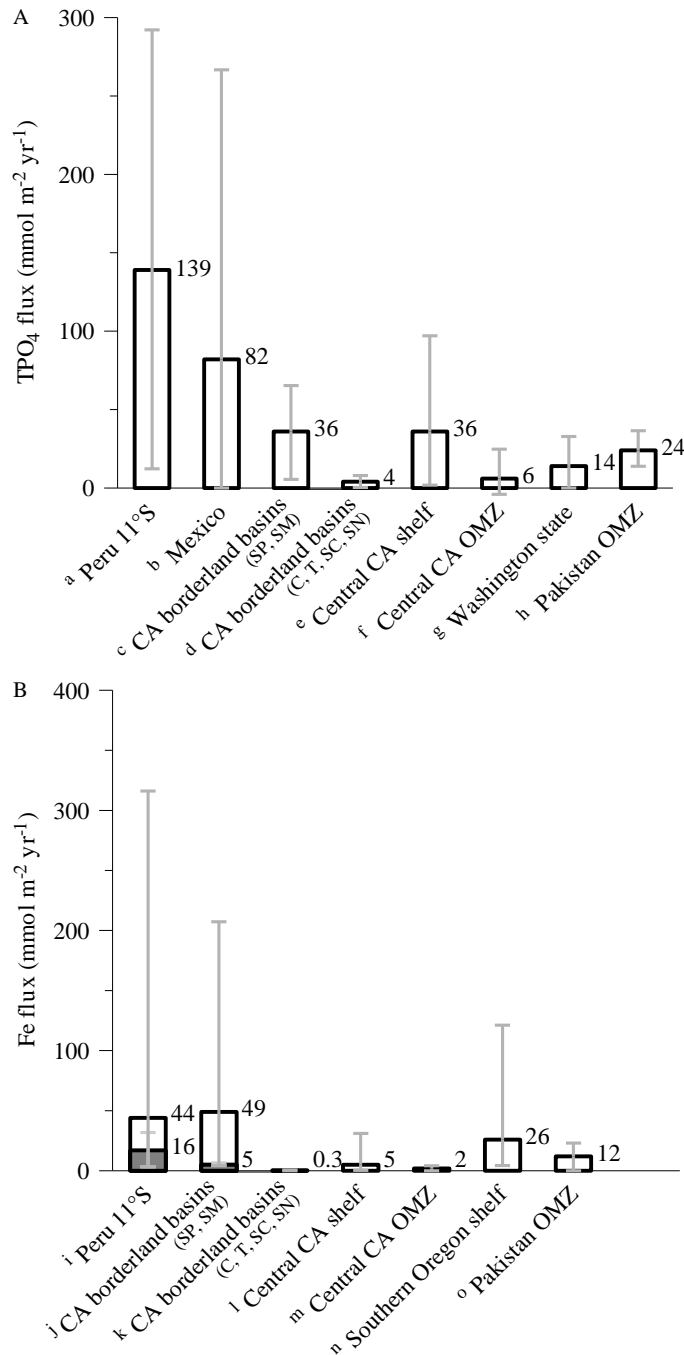 A
300
200
100
0
TPO4 flux (mmol m-2 yr-1)
139
82
36
4
36
6
14
24
a Peru 11°S
b Mexico
c CA borderland basins
(SP, SM)
d CA borderland basins
(C, T, SC, SN)
e Central CA shelf
f Central CA OMZ
g Washington state
h Pakistan OMZ
B
400
300
200
100
0
Fe flux (mmol m-2 yr-1)
44
16
49
5
0.3
5
2
26
12
i Peru 11°S
j CA borderland basins
(SP, SM)
k CA borderland basins
(C, T, SC, SN)
l Central CA shelf
m Central CA OMZ
n Southern Oregon shelf
o Pakistan OMZ